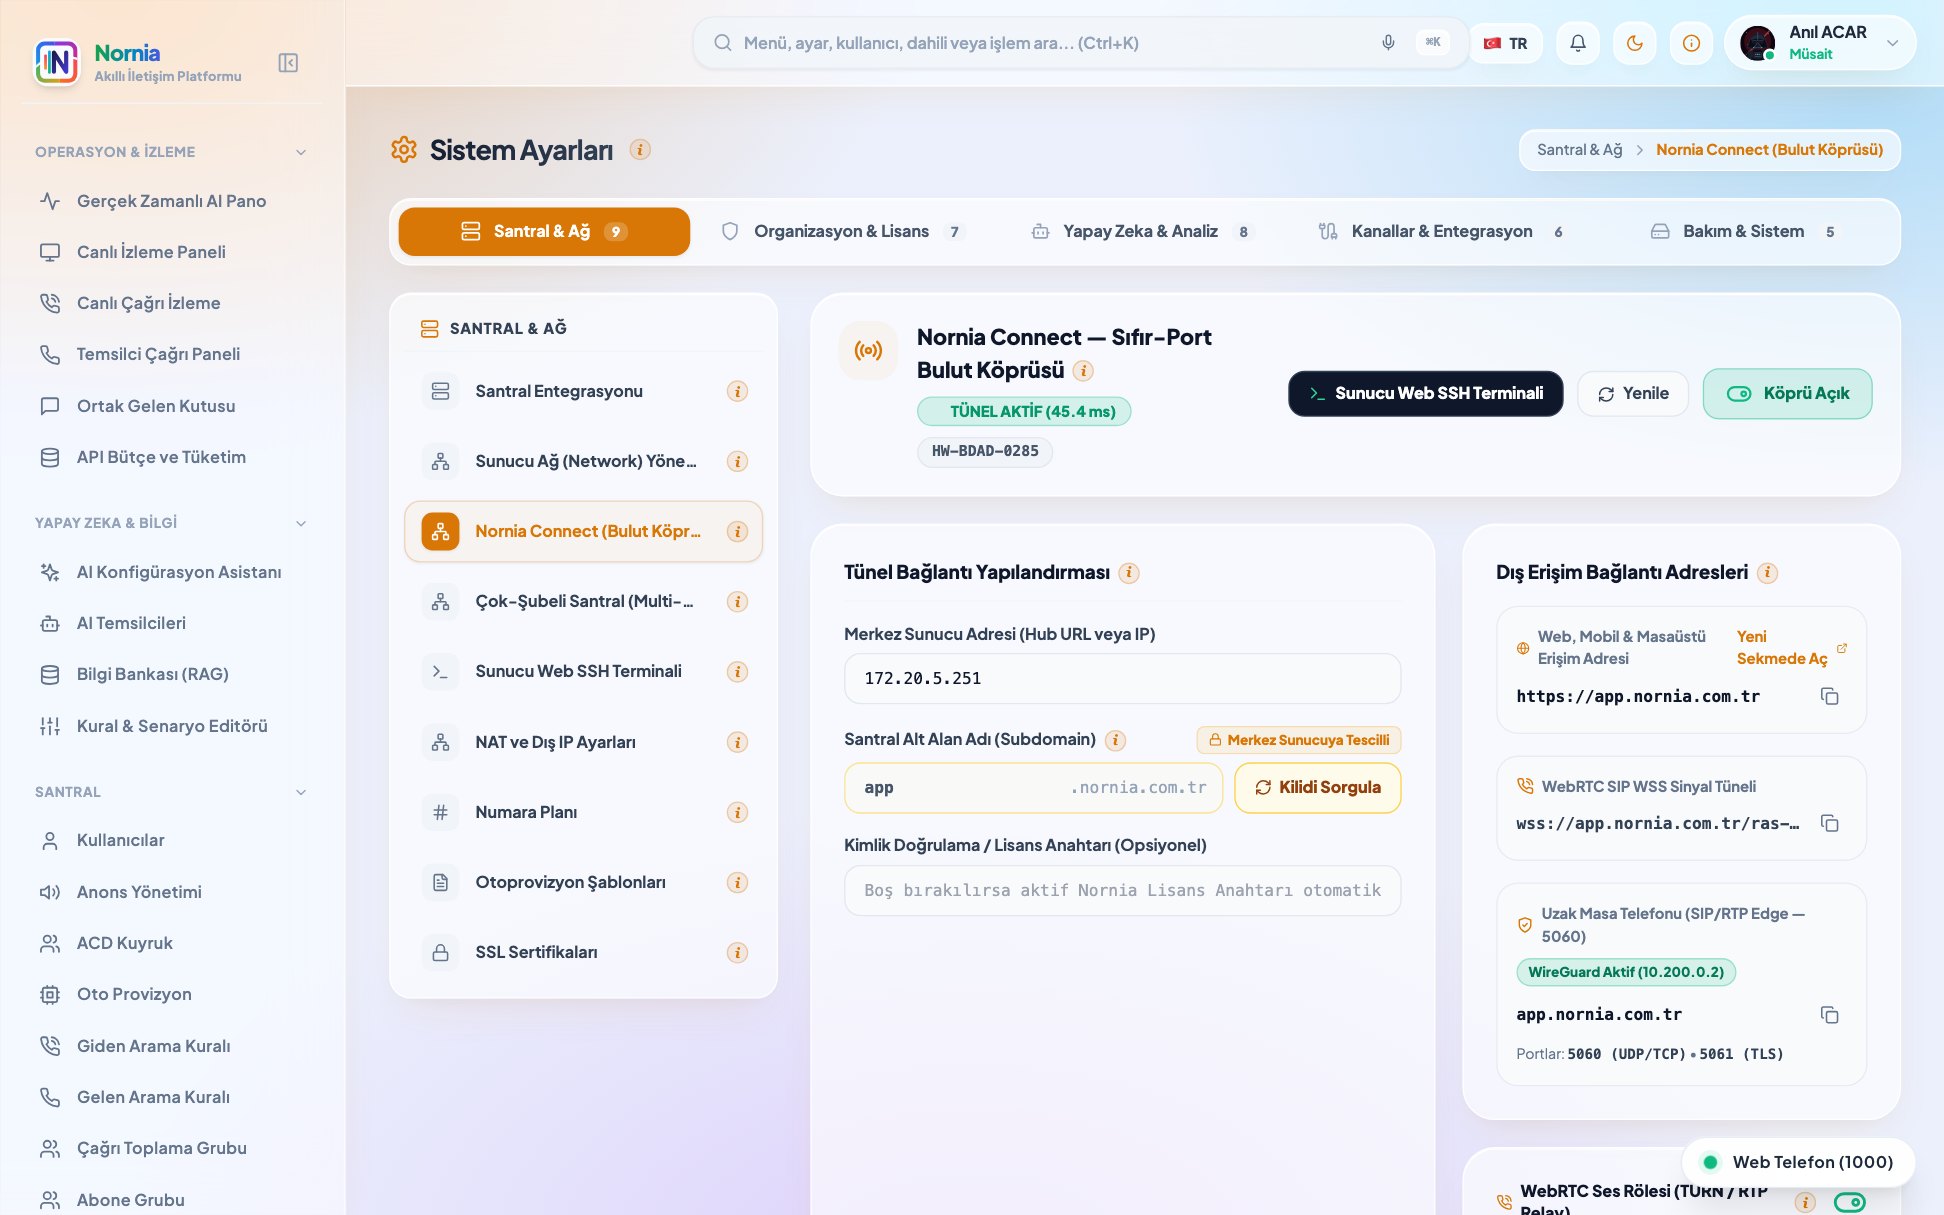 Nornia
Akıllı İletişim Platformu
Menü, ayar, kullanıcı, dahili veya işlem ara... (Ctrl+K)
⌘K
TR
Anıl ACAR
Müsait
OPERASYON & İZLEME
Gerçek Zamanlı AI Pano
Canlı İzleme Paneli
Canlı Çağrı İzleme
Temsilci Çağrı Paneli
Ortak Gelen Kutusu
API Bütçe ve Tüketim
YAPAY ZEKA & BİLGİ
AI Konfigürasyon Asistanı
AI Temsilcileri
Bilgi Bankası (RAG)
Kural & Senaryo Editörü
SANTRAL
Kullanıcılar
Anons Yönetimi
ACD Kuyruk
Oto Provizyon
Giden Arama Kuralı
Gelen Arama Kuralı
Çağrı Toplama Grubu
Abone Grubu
Sistem Ayarları
Santral & Ağ > Nornia Connect (Bulut Köprüsü)
Santral & Ağ 9
Organizasyon & Lisans 7
Yapay Zeka & Analiz 8
Kanallar & Entegrasyon 6
Bakım & Sistem 5
SANTRAL & AĞ
Santral Entegrasyonu
Sunucu Ağ (Network) Yöne...
Nornia Connect (Bulut Köpr...
Çok-Şubeli Santral (Multi-...
Sunucu Web SSH Terminali
NAT ve Dış IP Ayarları
Numara Planı
Otoprovizyon Şablonları
SSL Sertifikaları
Nornia Connect — Sıfır-Port
Bulut Köprüsü
TÜNEL AKTİF (45.4 ms)
HW-BDAD-0285
Sunucu Web SSH Terminali
Yenile
Köprü Açık
Tünel Bağlantı Yapılandırması
Merkez Sunucu Adresi (Hub URL veya IP)
172.20.5.251
Santral Alt Alan Adı (Subdomain)
Merkez Sunucuya Tescilli
app .nornia.com.tr
Kilidi Sorgula
Kimlik Doğrulama / Lisans Anahtarı (Opsiyonel)
Boş bırakılırsa aktif Nornia Lisans Anahtarı otomatik
Dış Erişim Bağlantı Adresleri
Web, Mobil & Masaüstü
Erişim Adresi
Yeni
Sekmede Aç
https://app.nornia.com.tr
WebRTC SIP WSS Sinyal Tüneli
wss://app.nornia.com.tr/ras-...
Uzak Masa Telefonu (SIP/RTP Edge —
5060)
WireGuard Aktif (10.200.0.2)
app.nornia.com.tr
Portlar: 5060 (UDP/TCP) • 5061 (TLS)
Web Telefon (1000)
WebRTC Ses Rölesi (TURN / RTP
Relay)